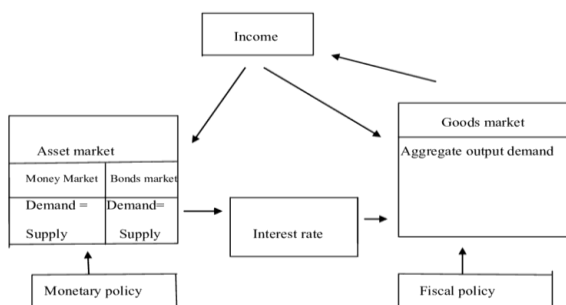 Income
Goods market
Aggregate output demand
Asset market
Money Market
Bonds market
Demand =
Supply
Demand=
Supply
Interest rate
Monetary policy
Fiscal policy